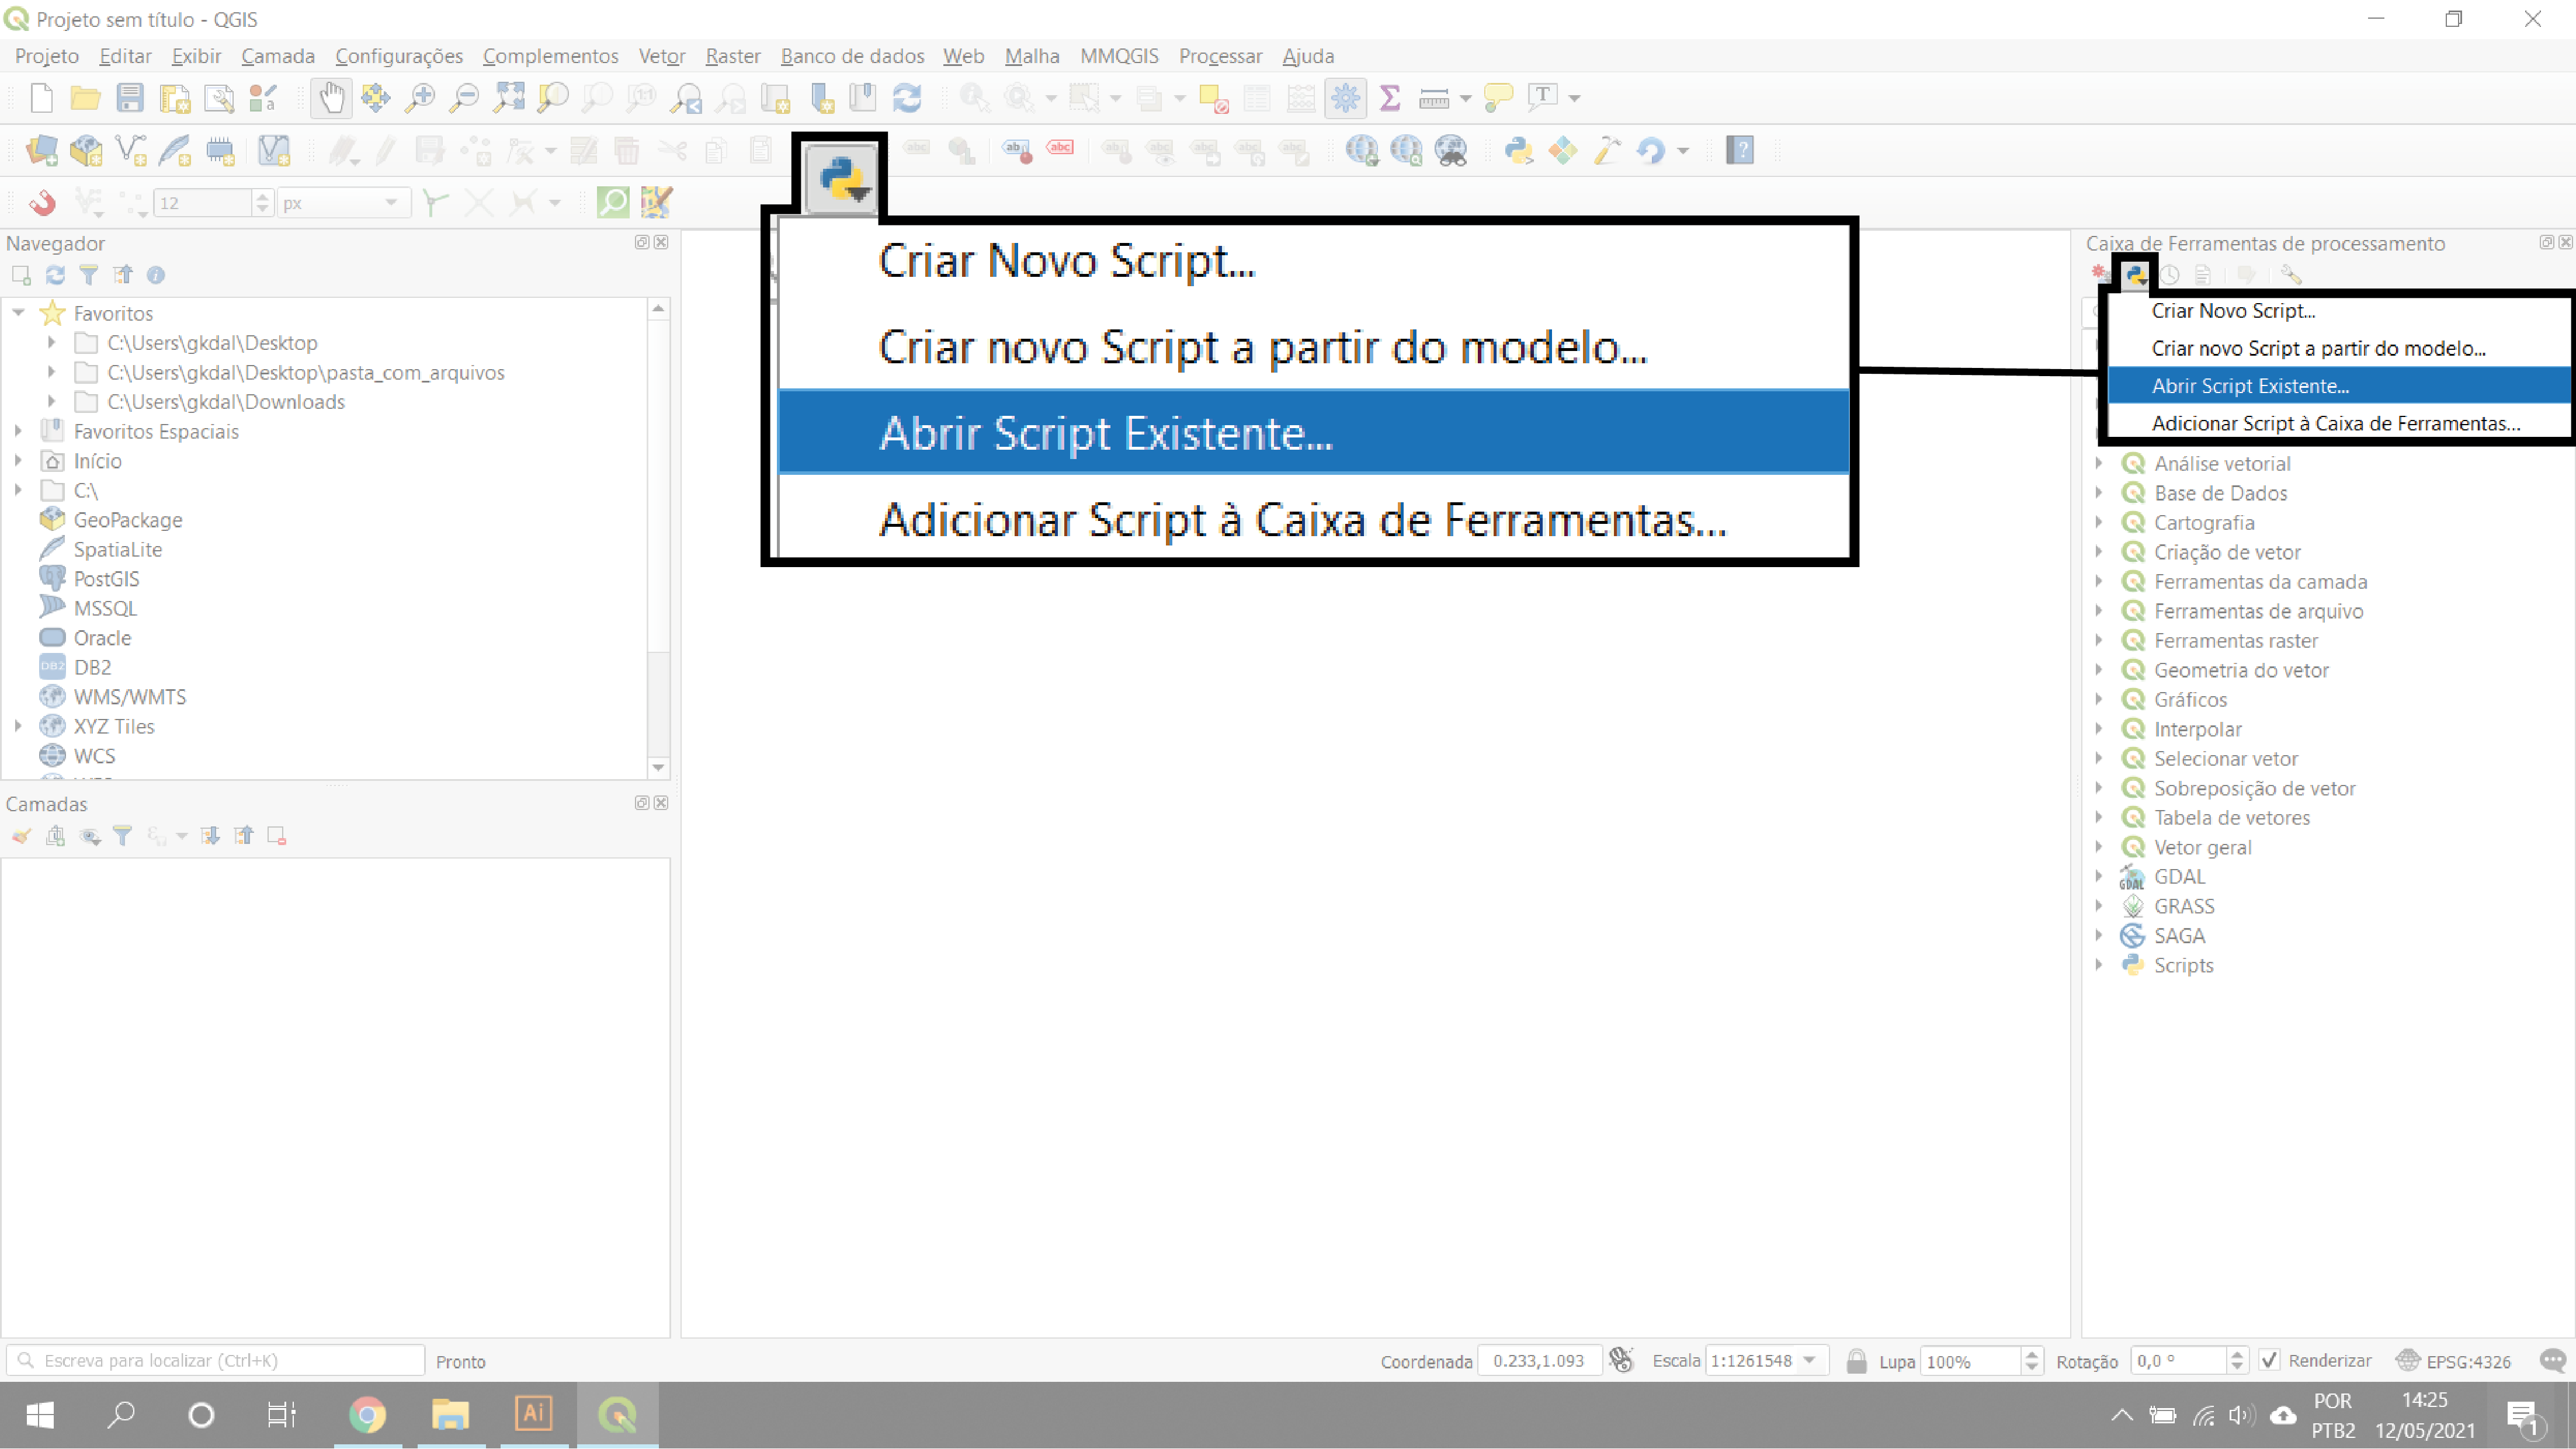 Projeto sem título - QGIS
Projeto Editar Exibir Camada Configurações Complementos Vetor Raster Banco de dados Web Malha MMQGIS Processar Ajuda
12 px
Navegador
Favoritos
C:\Users\gkdal\Desktop
C:\Users\gkdal\Desktop\pasta_com_arquivos
C:\Users\gkdal\Downloads
Favoritos Espaciais
Início
C:\
GeoPackage
SpatiaLite
PostGIS
MSSQL
Oracle
DB2 DB2
WMS/WMTS
XYZ Tiles
WCS
Camadas
Criar Novo Script...
Criar novo Script a partir do modelo...
Abrir Script Existente...
Adicionar Script à Caixa de Ferramentas...
Caixa de Ferramentas de processamento
Criar Novo Script...
Criar novo Script a partir do modelo...
Abrir Script Existente...
Adicionar Script à Caixa de Ferramentas...
Análise vetorial
Base de Dados
Cartografia
Criação de vetor
Ferramentas da camada
Ferramentas de arquivo
Ferramentas raster
Geometria do vetor
Gráficos
Interpolar
Selecionar vetor
Sobreposição de vetor
Tabela de vetores
Vetor geral
GDAL GDAL
GRASS
SAGA
Scripts
Escreva para localizar (Ctrl+K) Pronto Coordenada 0.233,1.093 Escala 1:1261548 Lupa 100% Rotação 0,0 ° Renderizar EPSG:4326
Ai
POR 14:25
PTB2 12/05/2021 1